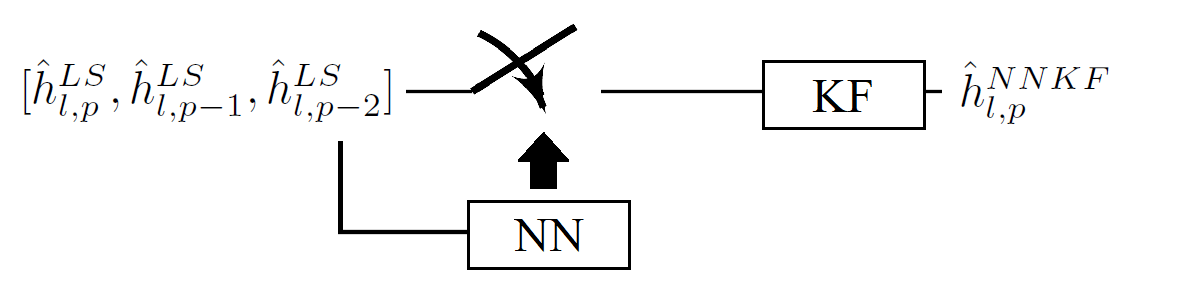 [ĥ^{LS}_{l,p}, ĥ^{LS}_{l,p−1}, ĥ^{LS}_{l,p−2}] KF ĥ^{NNKF}_{l,p}
NN